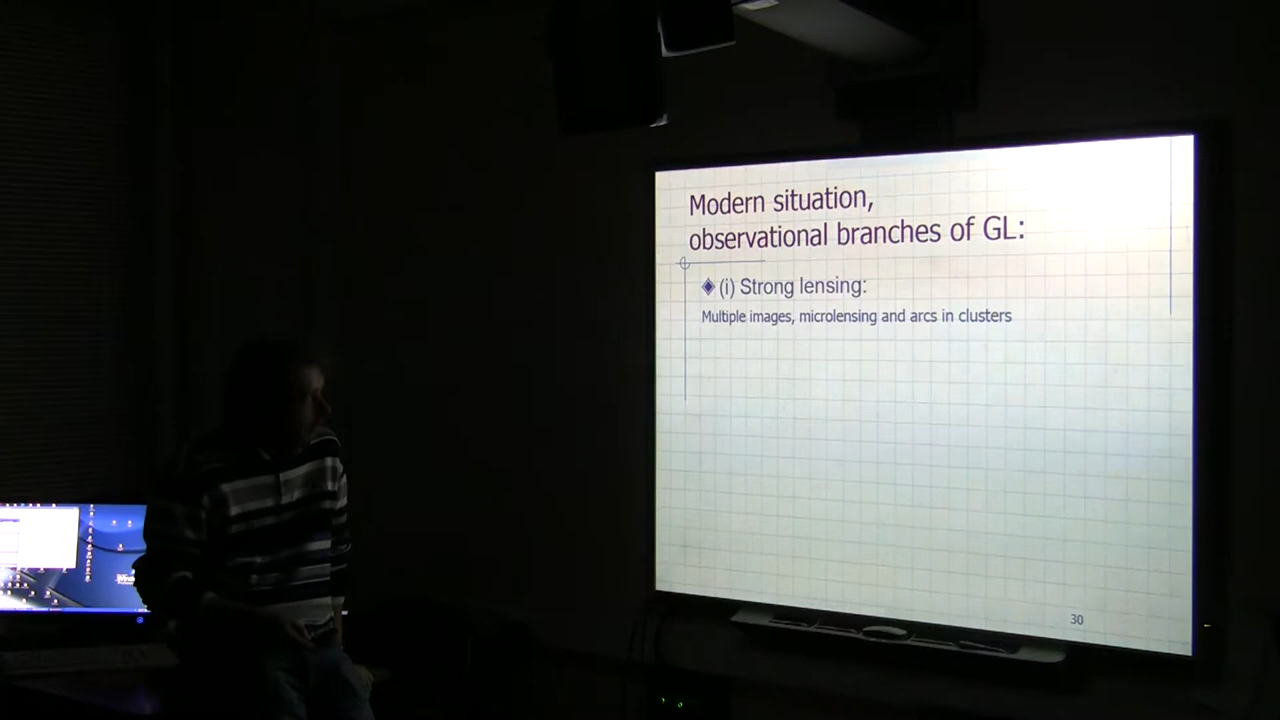 Modern situation,
observational branches of GL:
(i) Strong lensing:
Multiple images, microlensing and arcs in clusters
30